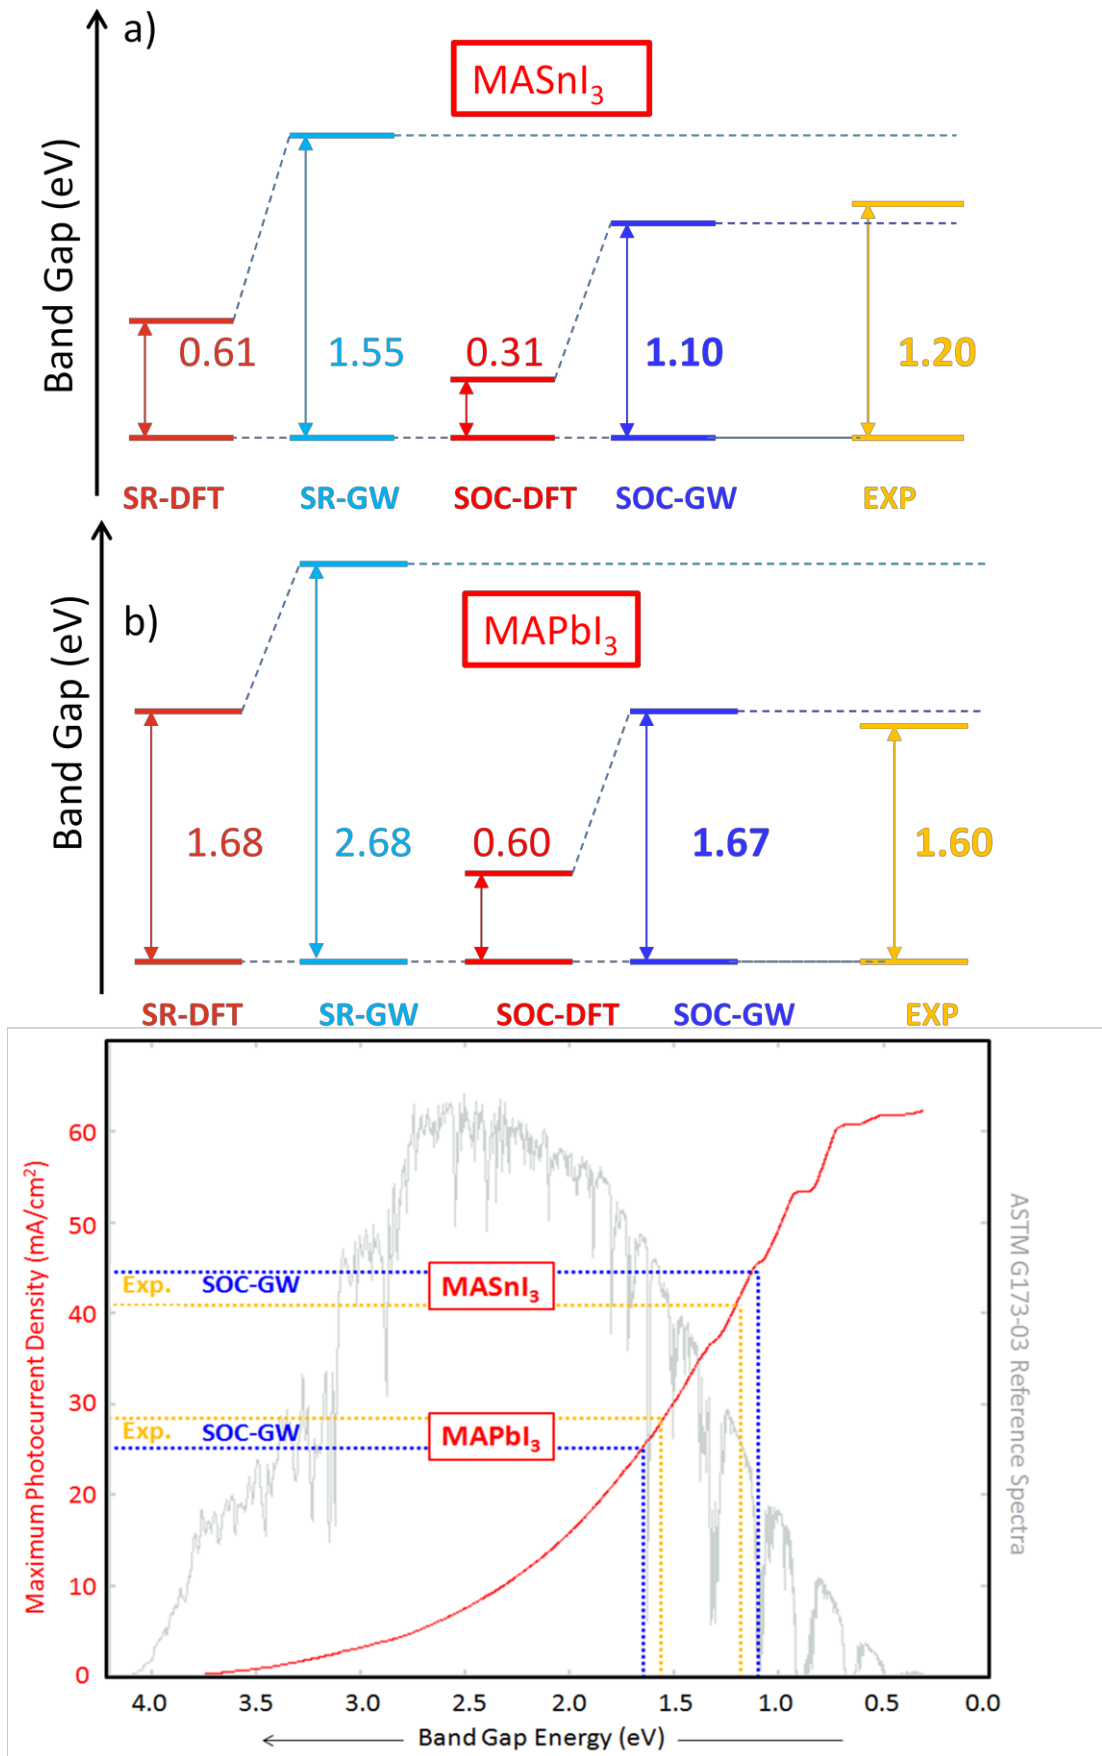 a)
MASnI₃
Band Gap (eV)
0.61 1.55 0.31 1.10 1.20
SR-DFT SR-GW SOC-DFT SOC-GW EXP
b)
MAPbI₃
Band Gap (eV)
1.68 2.68 0.60 1.67 1.60
SR-DFT SR-GW SOC-DFT SOC-GW EXP
Maximum Photocurrent Density (mA/cm²)
60
50
40
30
20
10
0
Exp. SOC-GW MASnI₃
Exp. SOC-GW MAPbI₃
ASTM G173-03 Reference Spectra
4.0 3.5 3.0 2.5 2.0 1.5 1.0 0.5 0.0
Band Gap Energy (eV)